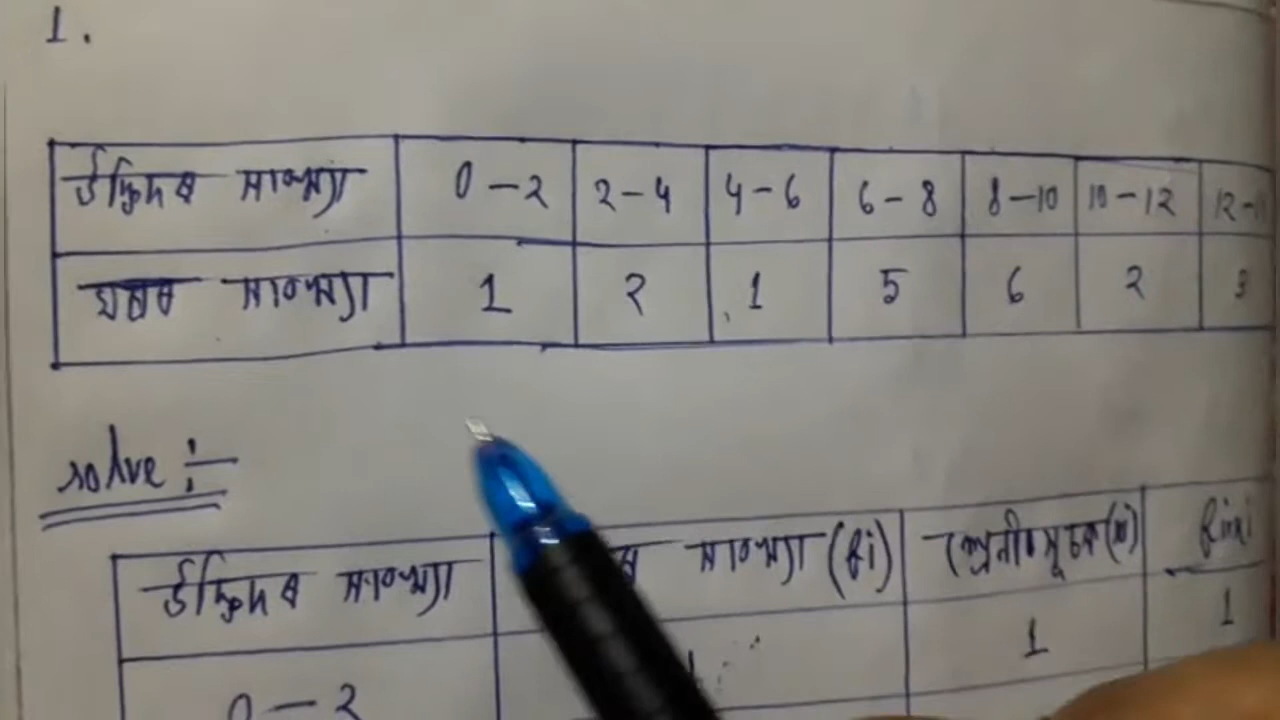 1.
উদ্ভিদৰ সংখ্যা 0-2 2-4 4-6 6-8 8-10 10-12
ঘৰৰ সংখ্যা 1 2 1 5 6 2 3
solve :-
উদ্ভিদৰ সংখ্যা সংখ্যা (fi) শ্ৰেণীসূচক (xi) fixi
0-2 1 1